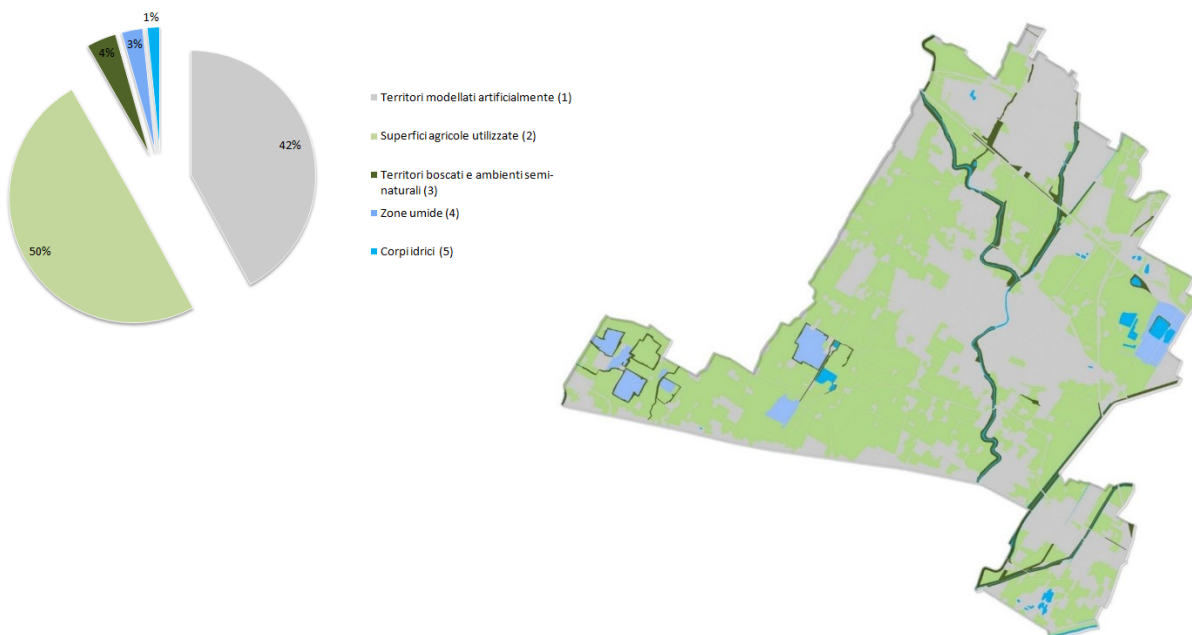 1%
3%
4%
42%
50%
Territori modellati artificialmente (1)
Superfici agricole utilizzate (2)
Territori boscati e ambienti semi-
naturali (3)
Zone umide (4)
Corpi idrici (5)